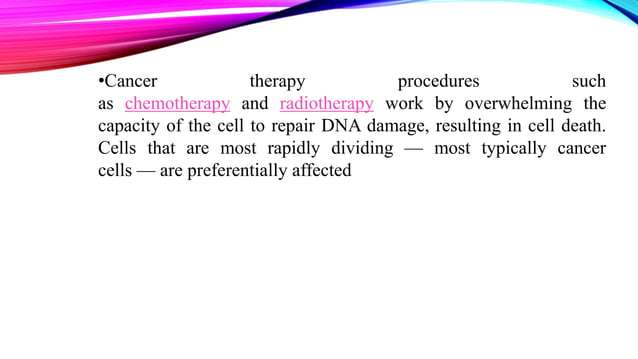 •Cancer therapy procedures such
as chemotherapy and radiotherapy work by overwhelming the
capacity of the cell to repair DNA damage, resulting in cell death.
Cells that are most rapidly dividing — most typically cancer
cells — are preferentially affected